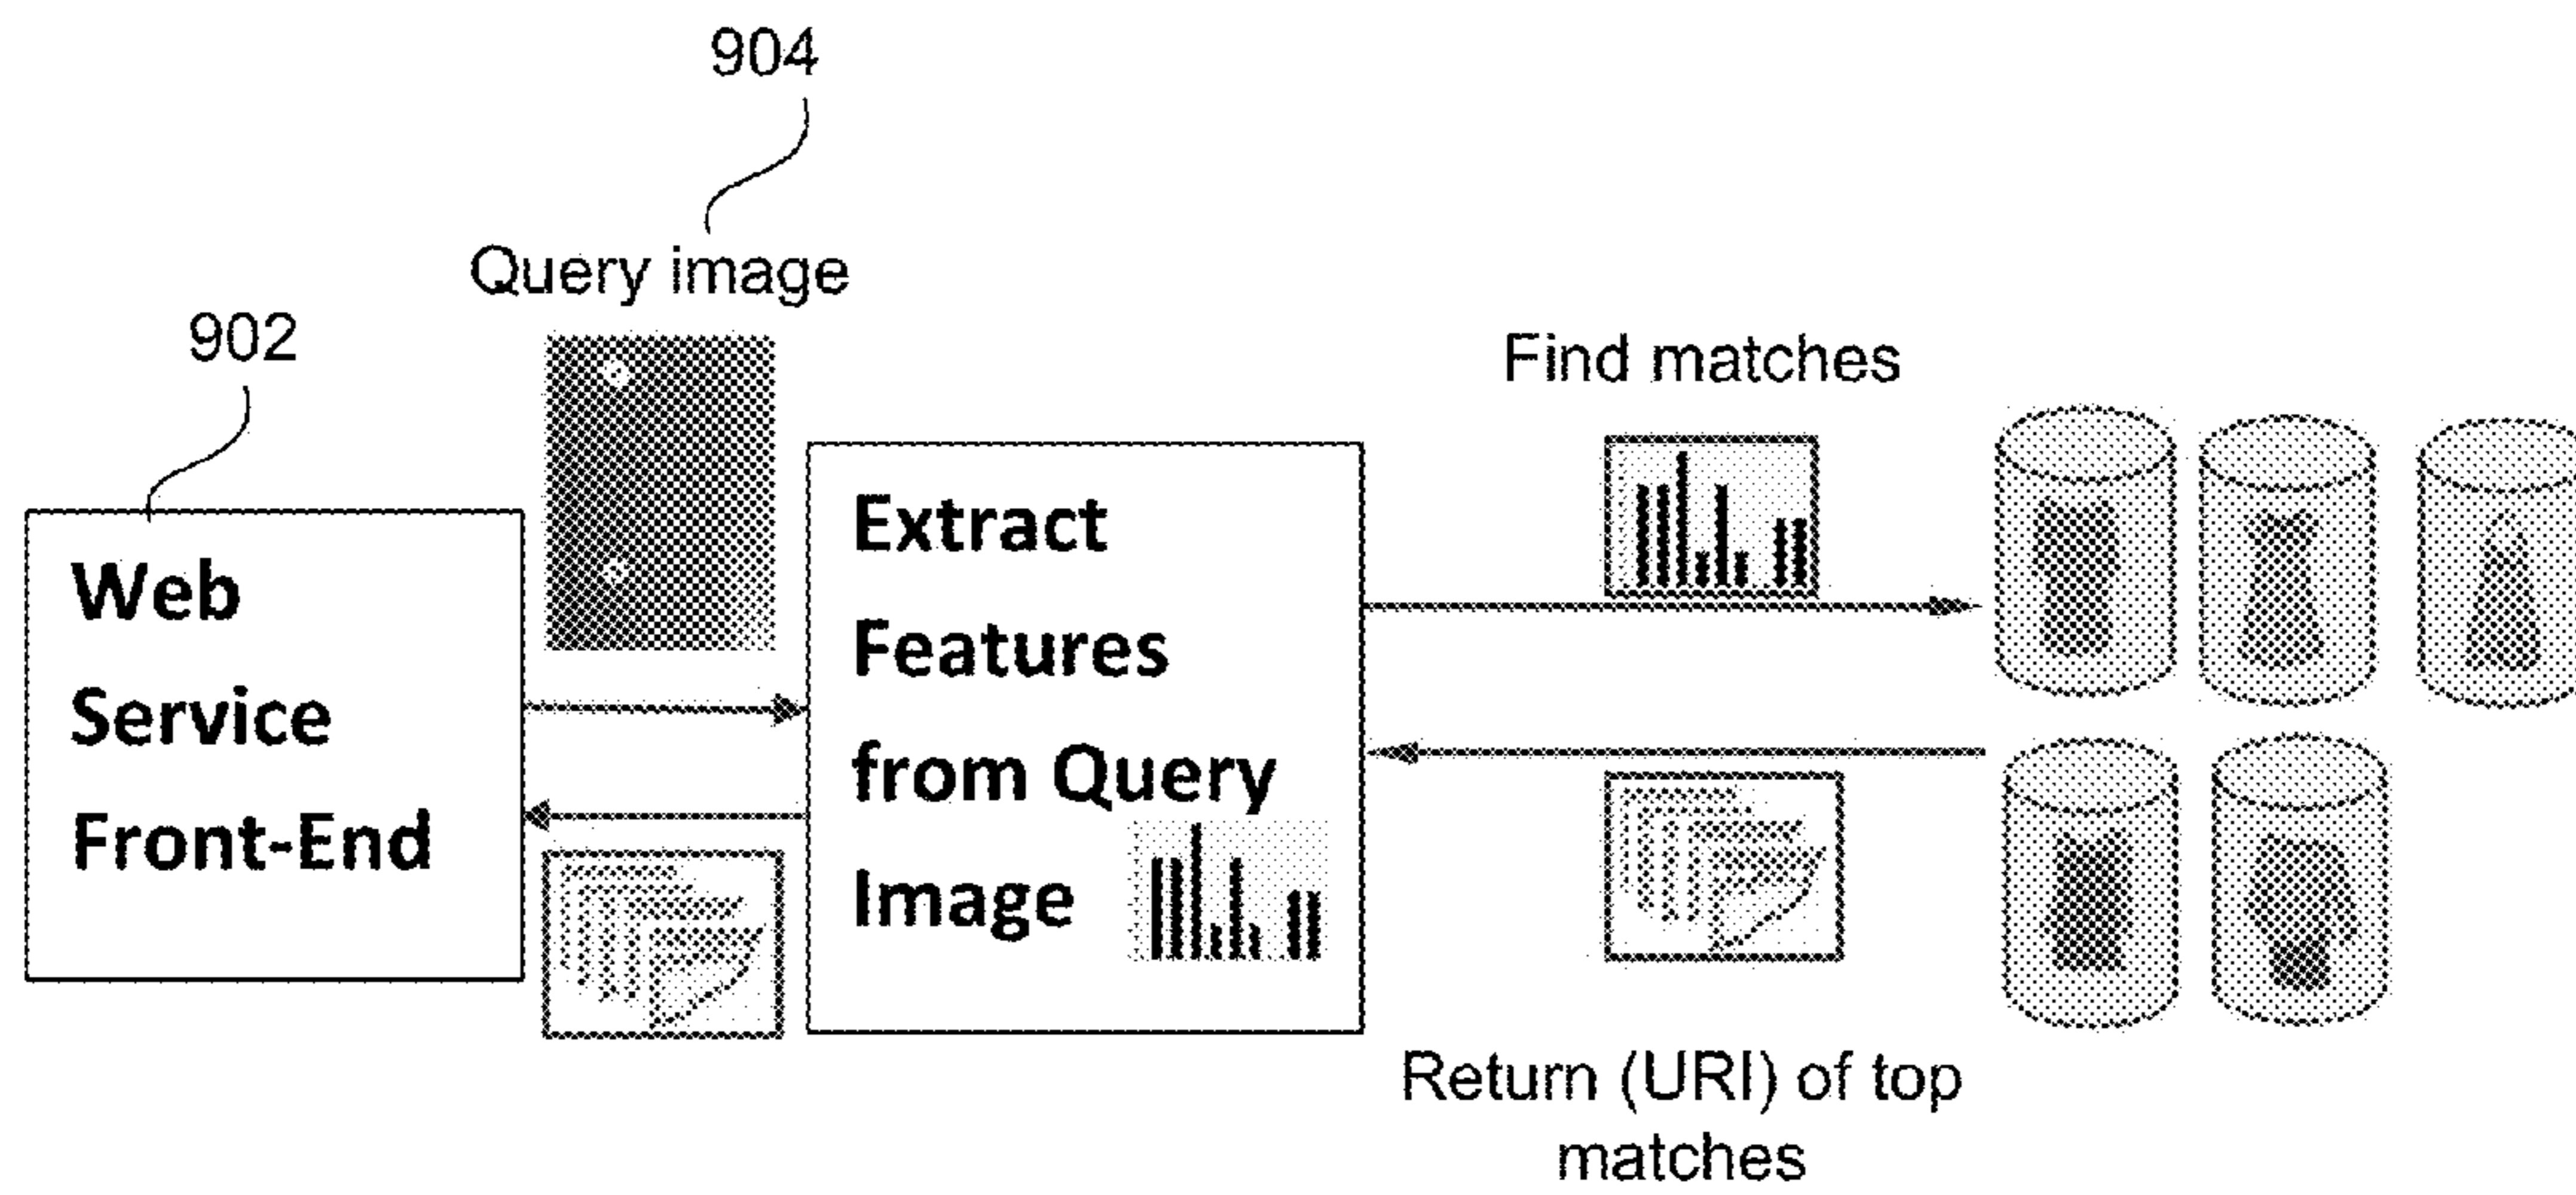 904
Query image
902
Find matches
Web
Service
Front-End
Extract
Features
from Query
Image
Return (URI) of top
matches